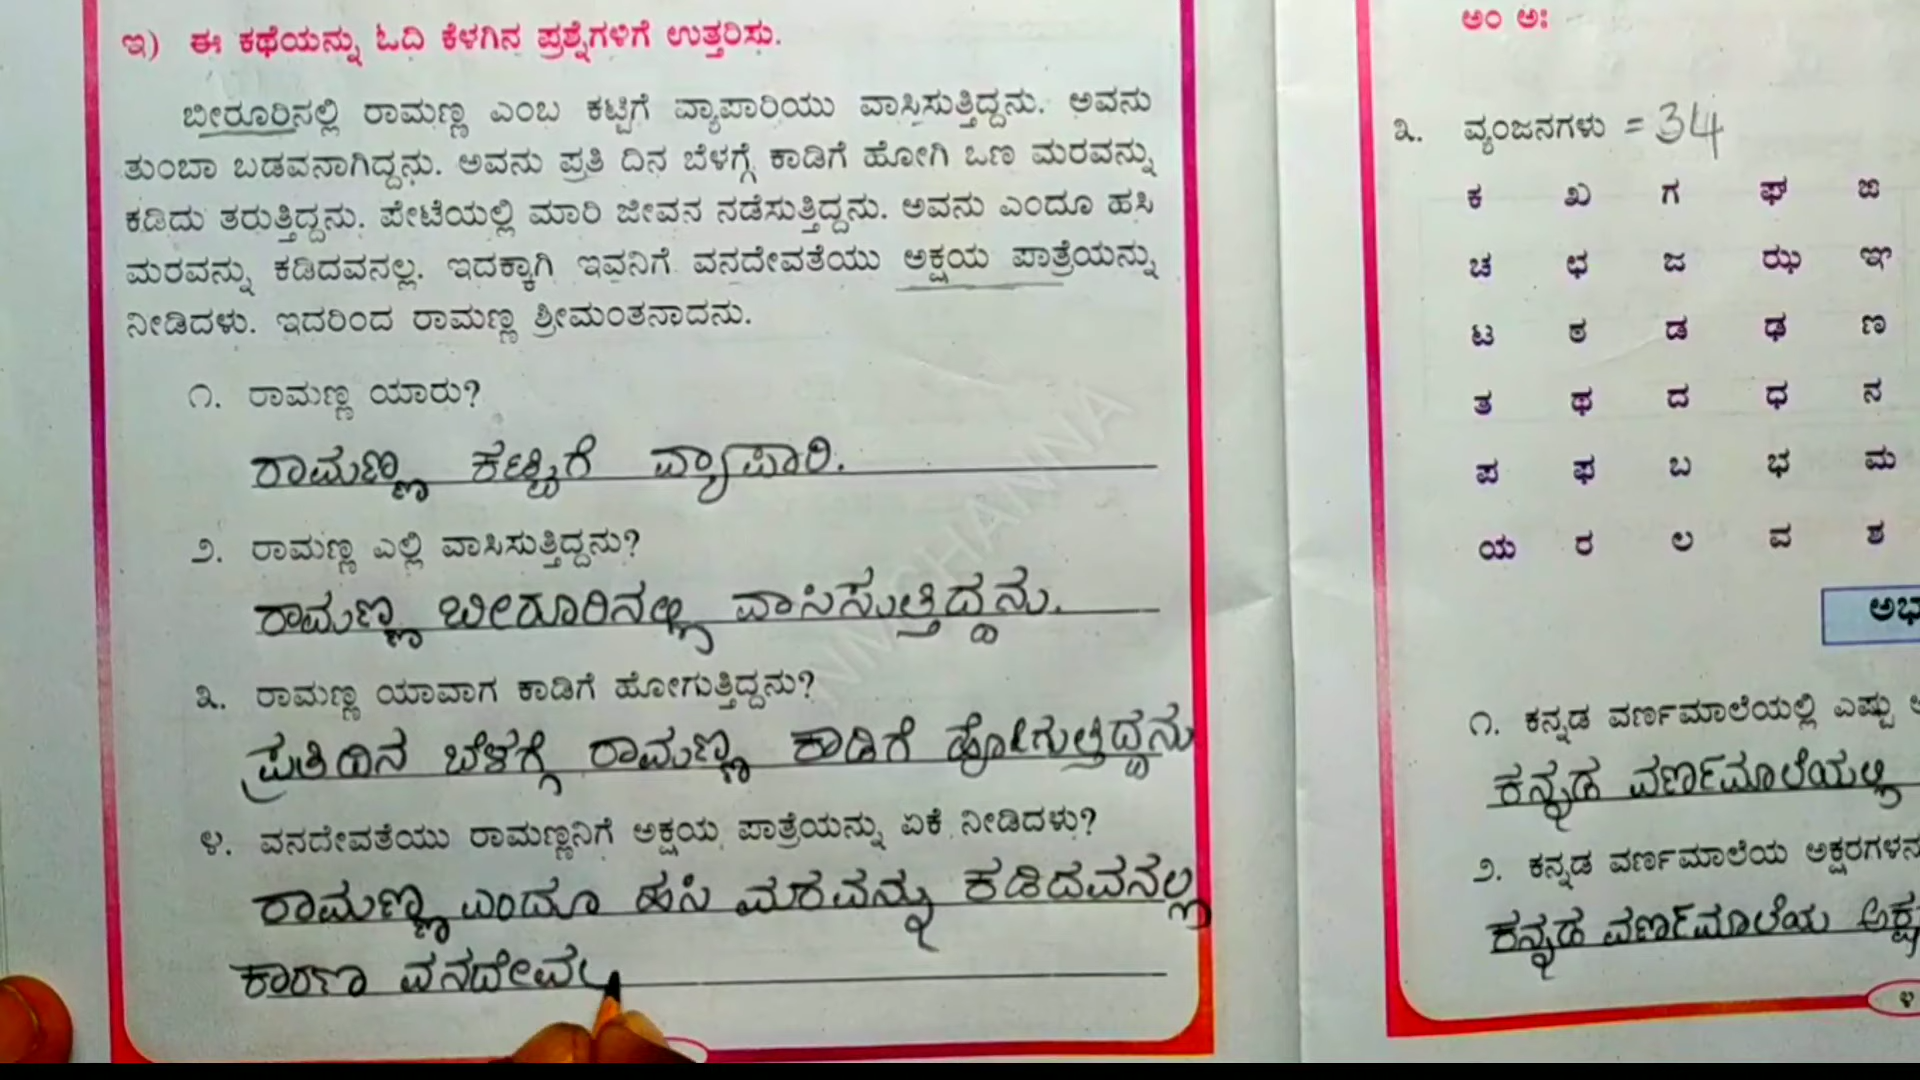 ಇ) ಈ ಕಥೆಯನ್ನು ಓದಿ ಕೆಳಗಿನ ಪ್ರಶ್ನೆಗಳಿಗೆ ಉತ್ತರಿಸು.
ಬೀರೂರಿನಲ್ಲಿ ರಾಮಣ್ಣ ಎಂಬ ಕಟ್ಟಿಗೆ ವ್ಯಾಪಾರಿಯು ವಾಸಿಸುತ್ತಿದ್ದನು. ಅವನು
ತುಂಬಾ ಬಡವನಾಗಿದ್ದನು. ಅವನು ಪ್ರತಿ ದಿನ ಬೆಳಗ್ಗೆ ಕಾಡಿಗೆ ಹೋಗಿ ಒಣ ಮರವನ್ನು
ಕಡಿದು ತರುತ್ತಿದ್ದನು. ಪೇಟೆಯಲ್ಲಿ ಮಾರಿ ಜೀವನ ನಡೆಸುತ್ತಿದ್ದನು. ಅವನು ಎಂದೂ ಹಸಿ
ಮರವನ್ನು ಕಡಿದವನಲ್ಲ. ಇದಕ್ಕಾಗಿ ಇವನಿಗೆ ವನದೇವತೆಯು ಅಕ್ಷಯ ಪಾತ್ರೆಯನ್ನು
ನೀಡಿದಳು. ಇದರಿಂದ ರಾಮಣ್ಣ ಶ್ರೀಮಂತನಾದನು.
೧. ರಾಮಣ್ಣ ಯಾರು?
ರಾಮಣ್ಣ ಕಟ್ಟಿಗೆ ವ್ಯಾಪಾರಿ.
೨. ರಾಮಣ್ಣ ಎಲ್ಲಿ ವಾಸಿಸುತ್ತಿದ್ದನು?
ರಾಮಣ್ಣ ಬೀರೂರಿನಲ್ಲಿ ವಾಸಿಸುತ್ತಿದ್ದನು.
೩. ರಾಮಣ್ಣ ಯಾವಾಗ ಕಾಡಿಗೆ ಹೋಗುತ್ತಿದ್ದನು?
ಪ್ರತಿದಿನ ಬೆಳಗ್ಗೆ ರಾಮಣ್ಣ ಕಾಡಿಗೆ ಹೋಗುತ್ತಿದ್ದನು
೪. ವನದೇವತೆಯು ರಾಮಣ್ಣನಿಗೆ ಅಕ್ಷಯ ಪಾತ್ರೆಯನ್ನು ಏಕೆ ನೀಡಿದಳು?
ರಾಮಣ್ಣ ಎಂದೂ ಹಸಿ ಮರವನ್ನು ಕಡಿದವನಲ್ಲ
ಕಾರಣ ವನದೇವ
ಅಂ ಅಃ
೩. ವ್ಯಂಜನಗಳು = 34
ಕ ಖ ಗ ಘ ಙ
ಚ ಛ ಜ ಝ ಞ
ಟ ಠ ಡ ಢ ಣ
ತ ಥ ದ ಧ ನ
ಪ ಫ ಬ ಭ ಮ
ಯ ರ ಲ ವ ಶ
೧. ಕನ್ನಡ ವರ್ಣಮಾಲೆಯಲ್ಲಿ ಎಷ್ಟು
ಕನ್ನಡ ವರ್ಣಮಾಲೆಯಲ್ಲಿ
೨. ಕನ್ನಡ ವರ್ಣಮಾಲೆಯ ಅಕ್ಷರಗಳನ
ಕನ್ನಡ ವರ್ಣಮಾಲೆಯ ಅಕ್ಷ
೪